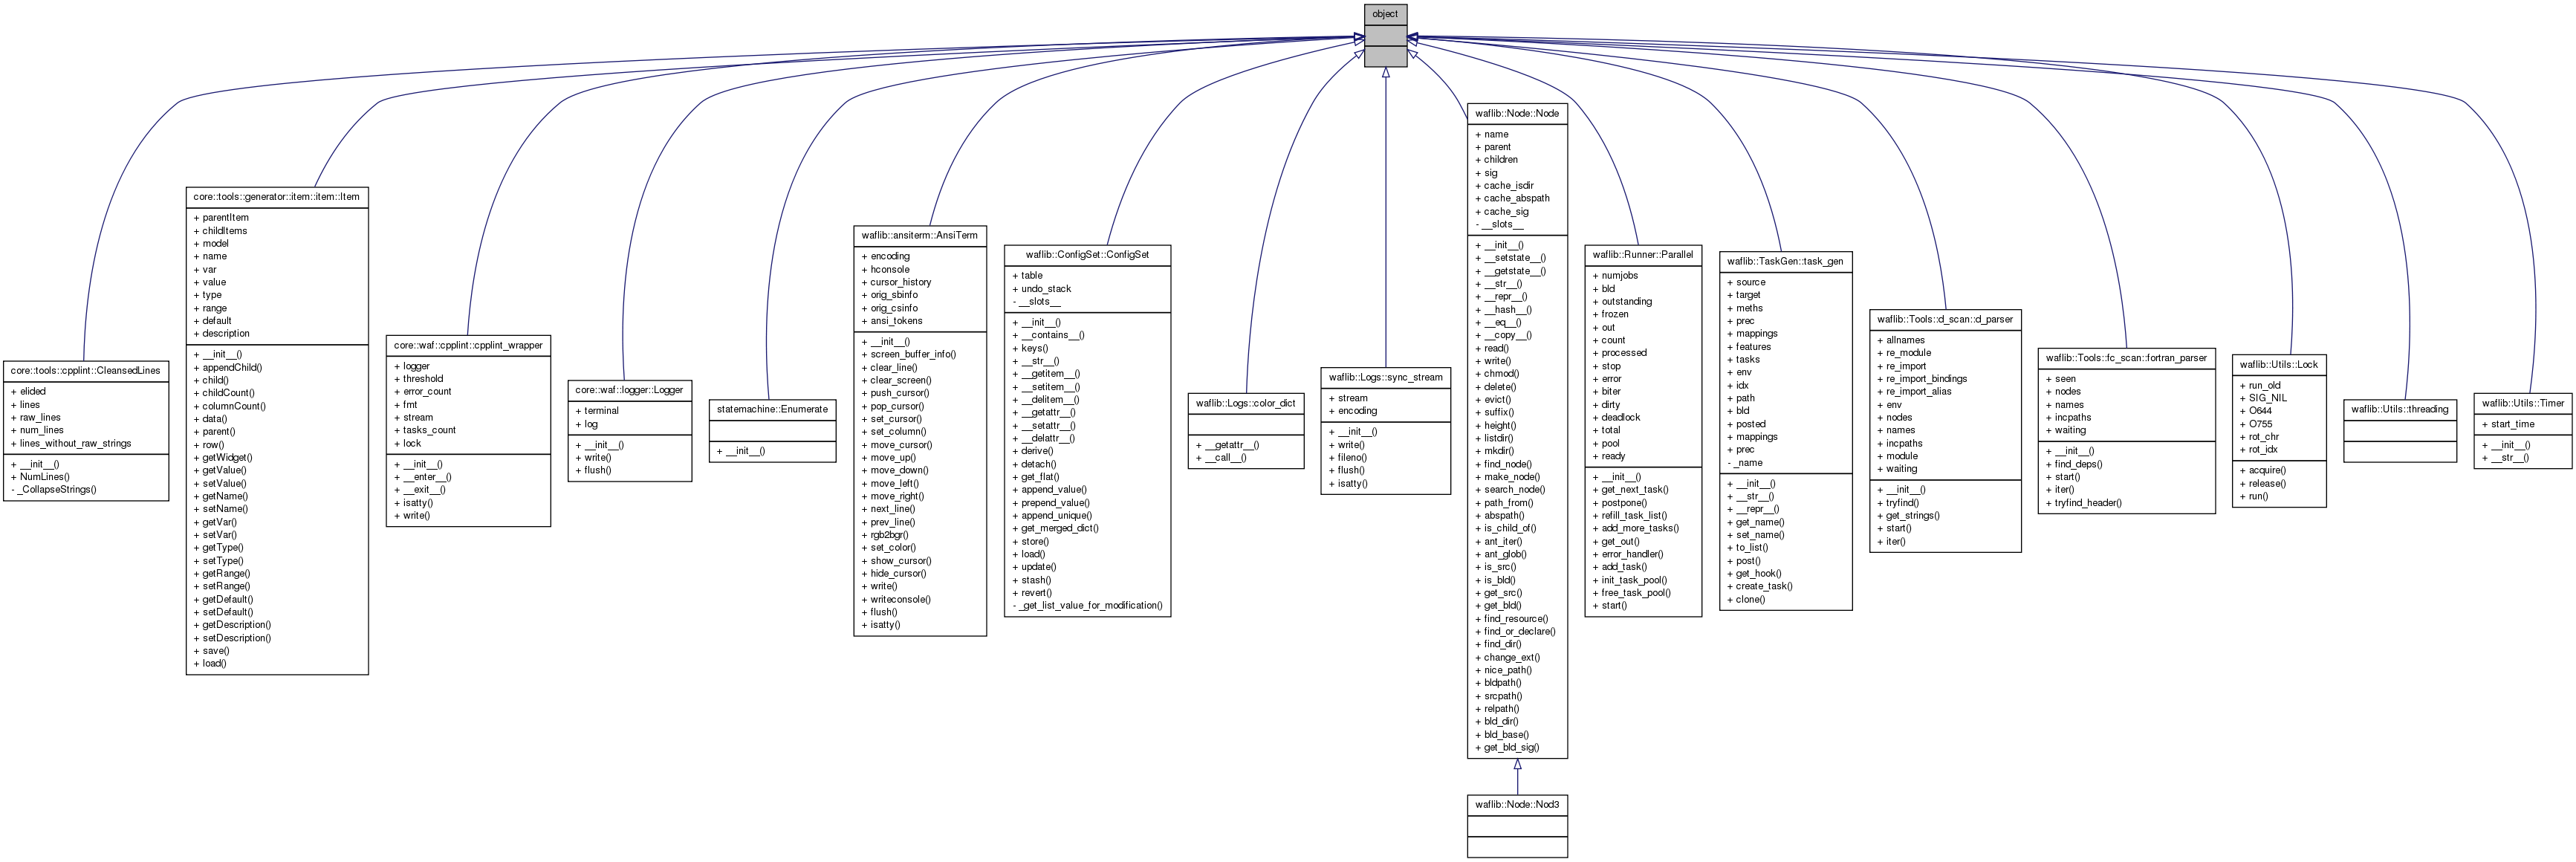 object
core::tools::cpplint::CleansedLines
+ elided
+ lines
+ raw_lines
+ num_lines
+ lines_without_raw_strings
+ __init__()
+ NumLines()
- _CollapseStrings()
core::tools::generator::item::item::Item
+ parentItem
+ childItems
+ model
+ name
+ var
+ value
+ type
+ range
+ default
+ description
+ __init__()
+ appendChild()
+ child()
+ childCount()
+ columnCount()
+ data()
+ parent()
+ row()
+ getWidget()
+ getValue()
+ setValue()
+ getName()
+ setName()
+ getVar()
+ setVar()
+ getType()
+ setType()
+ getRange()
+ setRange()
+ getDefault()
+ setDefault()
+ getDescription()
+ setDescription()
+ save()
+ load()
core::waf::cpplint::cpplint_wrapper
+ logger
+ threshold
+ error_count
+ fmt
+ stream
+ tasks_count
+ lock
+ __init__()
+ __enter__()
+ __exit__()
+ isatty()
+ write()
core::waf::logger::Logger
+ terminal
+ log
+ __init__()
+ write()
+ flush()
statemachine::Enumerate
+ __init__()
waflib::ansiterm::AnsiTerm
+ encoding
+ hconsole
+ cursor_history
+ orig_sbinfo
+ orig_csinfo
+ ansi_tokens
+ __init__()
+ screen_buffer_info()
+ clear_line()
+ clear_screen()
+ push_cursor()
+ pop_cursor()
+ set_cursor()
+ set_column()
+ move_cursor()
+ move_up()
+ move_down()
+ move_left()
+ move_right()
+ next_line()
+ prev_line()
+ rgb2bgr()
+ set_color()
+ show_cursor()
+ hide_cursor()
+ write()
+ writeconsole()
+ flush()
+ isatty()
waflib::ConfigSet::ConfigSet
+ table
+ undo_stack
- __slots__
+ __init__()
+ __contains__()
+ keys()
+ __str__()
+ __getitem__()
+ __setitem__()
+ __delitem__()
+ __getattr__()
+ __setattr__()
+ __delattr__()
+ derive()
+ detach()
+ get_flat()
+ append_value()
+ prepend_value()
+ append_unique()
+ get_merged_dict()
+ store()
+ load()
+ update()
+ stash()
+ revert()
- _get_list_value_for_modification()
waflib::Logs::color_dict
+ __getattr__()
+ __call__()
waflib::Logs::sync_stream
+ stream
+ encoding
+ __init__()
+ write()
+ fileno()
+ flush()
+ isatty()
waflib::Node::Node
+ name
+ parent
+ children
+ sig
+ cache_isdir
+ cache_abspath
+ cache_sig
- __slots__
+ __init__()
+ __setstate__()
+ __getstate__()
+ __str__()
+ __repr__()
+ __hash__()
+ __eq__()
+ __copy__()
+ read()
+ write()
+ chmod()
+ delete()
+ evict()
+ suffix()
+ height()
+ listdir()
+ mkdir()
+ find_node()
+ make_node()
+ search_node()
+ path_from()
+ abspath()
+ is_child_of()
+ ant_iter()
+ ant_glob()
+ is_src()
+ is_bld()
+ get_src()
+ get_bld()
+ find_resource()
+ find_or_declare()
+ find_dir()
+ change_ext()
+ nice_path()
+ bldpath()
+ srcpath()
+ relpath()
+ bld_dir()
+ bld_base()
+ get_bld_sig()
waflib::Node::Nod3
waflib::Runner::Parallel
+ numjobs
+ bld
+ outstanding
+ frozen
+ out
+ count
+ processed
+ stop
+ error
+ biter
+ dirty
+ deadlock
+ total
+ pool
+ ready
+ __init__()
+ get_next_task()
+ postpone()
+ refill_task_list()
+ add_more_tasks()
+ get_out()
+ error_handler()
+ add_task()
+ init_task_pool()
+ free_task_pool()
+ start()
waflib::TaskGen::task_gen
+ source
+ target
+ meths
+ prec
+ mappings
+ features
+ tasks
+ env
+ idx
+ path
+ bld
+ posted
+ mappings
+ prec
- _name
+ __init__()
+ __str__()
+ __repr__()
+ get_name()
+ set_name()
+ to_list()
+ post()
+ get_hook()
+ create_task()
+ clone()
waflib::Tools::d_scan::d_parser
+ allnames
+ re_module
+ re_import
+ re_import_bindings
+ re_import_alias
+ env
+ nodes
+ names
+ incpaths
+ module
+ waiting
+ __init__()
+ tryfind()
+ get_strings()
+ start()
+ iter()
waflib::Tools::fc_scan::fortran_parser
+ seen
+ nodes
+ names
+ incpaths
+ waiting
+ __init__()
+ find_deps()
+ start()
+ iter()
+ tryfind_header()
waflib::Utils::Lock
+ run_old
+ SIG_NIL
+ O644
+ O755
+ rot_chr
+ rot_idx
+ acquire()
+ release()
+ run()
waflib::Utils::threading
waflib::Utils::Timer
+ start_time
+ __init__()
+ __str__()